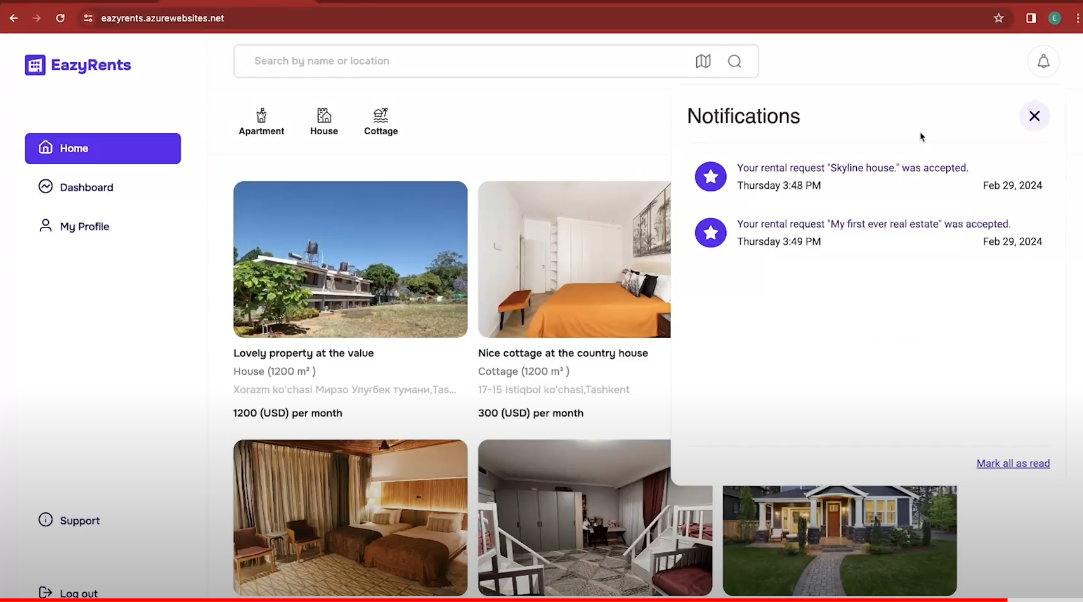 eazyrents.azurewebsites.net
E
EazyRents
Search by name or location
Home
Dashboard
My Profile
Support
Log out
Apartment
House
Cottage
Notifications
Your rental request "Skyline house." was accepted.
Thursday 3:48 PM
Feb 29, 2024
Your rental request "My first ever real estate" was accepted.
Thursday 3:49 PM
Feb 29, 2024
Mark all as read
Lovely property at the value
House (1200 m² )
Xorazm ko'chasi Мирзо Улуғбек тумани,Tas...
1200 (USD) per month
Nice cottage at the country house
Cottage (1200 m² )
17-15 Istiqbol ko'chasi,Tashkent
300 (USD) per month